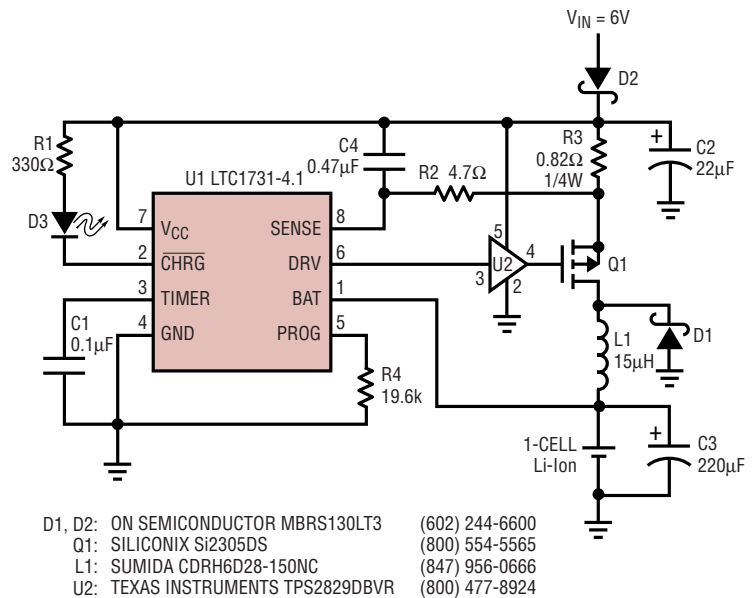 VIN = 6V
D2
R1
330Ω
C4
0.47µF
R3
0.82Ω
1/4W
+
C2
22µF
R2 4.7Ω
U1 LTC1731-4.1
D3
7
VCC
SENSE
8
2
CHRG
DRV
6
3
TIMER
BAT
1
4
GND
PROG
5
5
U2
4
3
2
Q1
C1
0.1µF
R4
19.6k
L1
15µH
D1
1-CELL
Li-Ion
+
C3
220µF
D1, D2: ON SEMICONDUCTOR MBRS130LT3 (602) 244-6600
Q1: SILICONIX Si2305DS (800) 554-5565
L1: SUMIDA CDRH6D28-150NC (847) 956-0666
U2: TEXAS INSTRUMENTS TPS2829DBVR (800) 477-8924